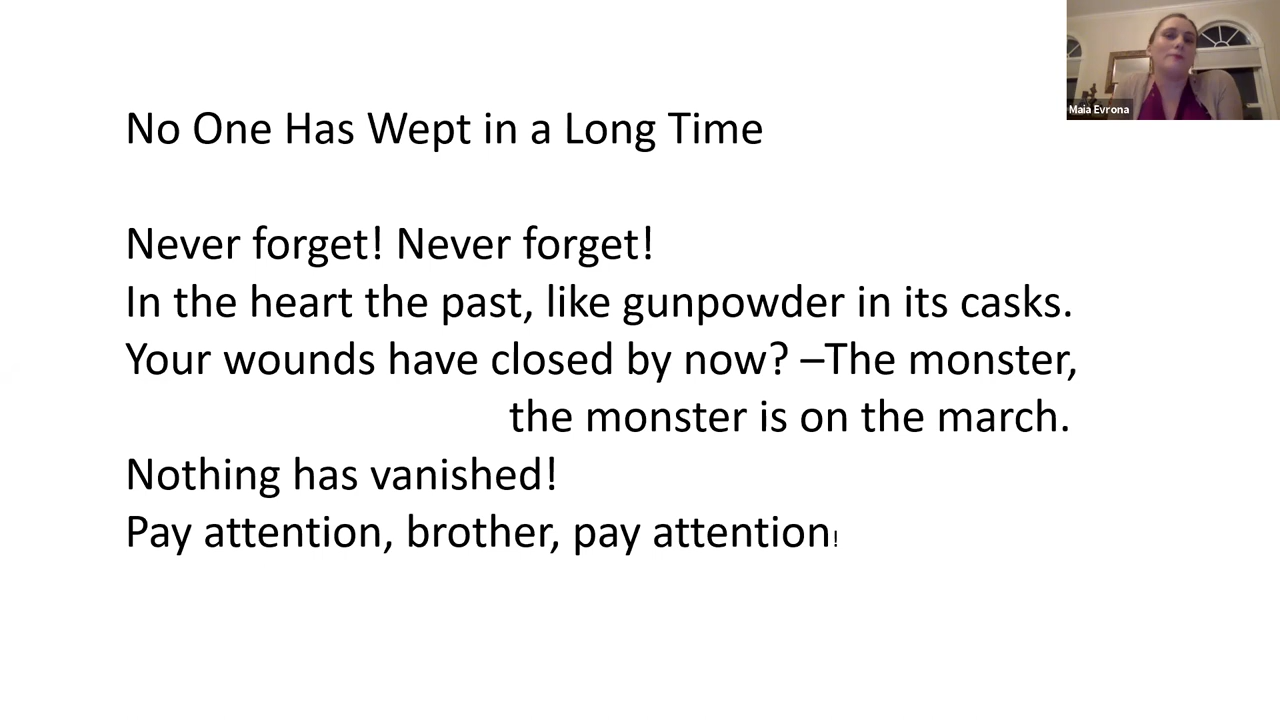 Maia Evrona
No One Has Wept in a Long Time
Never forget! Never forget!
In the heart the past, like gunpowder in its casks.
Your wounds have closed by now? –The monster,
the monster is on the march.
Nothing has vanished!
Pay attention, brother, pay attention!